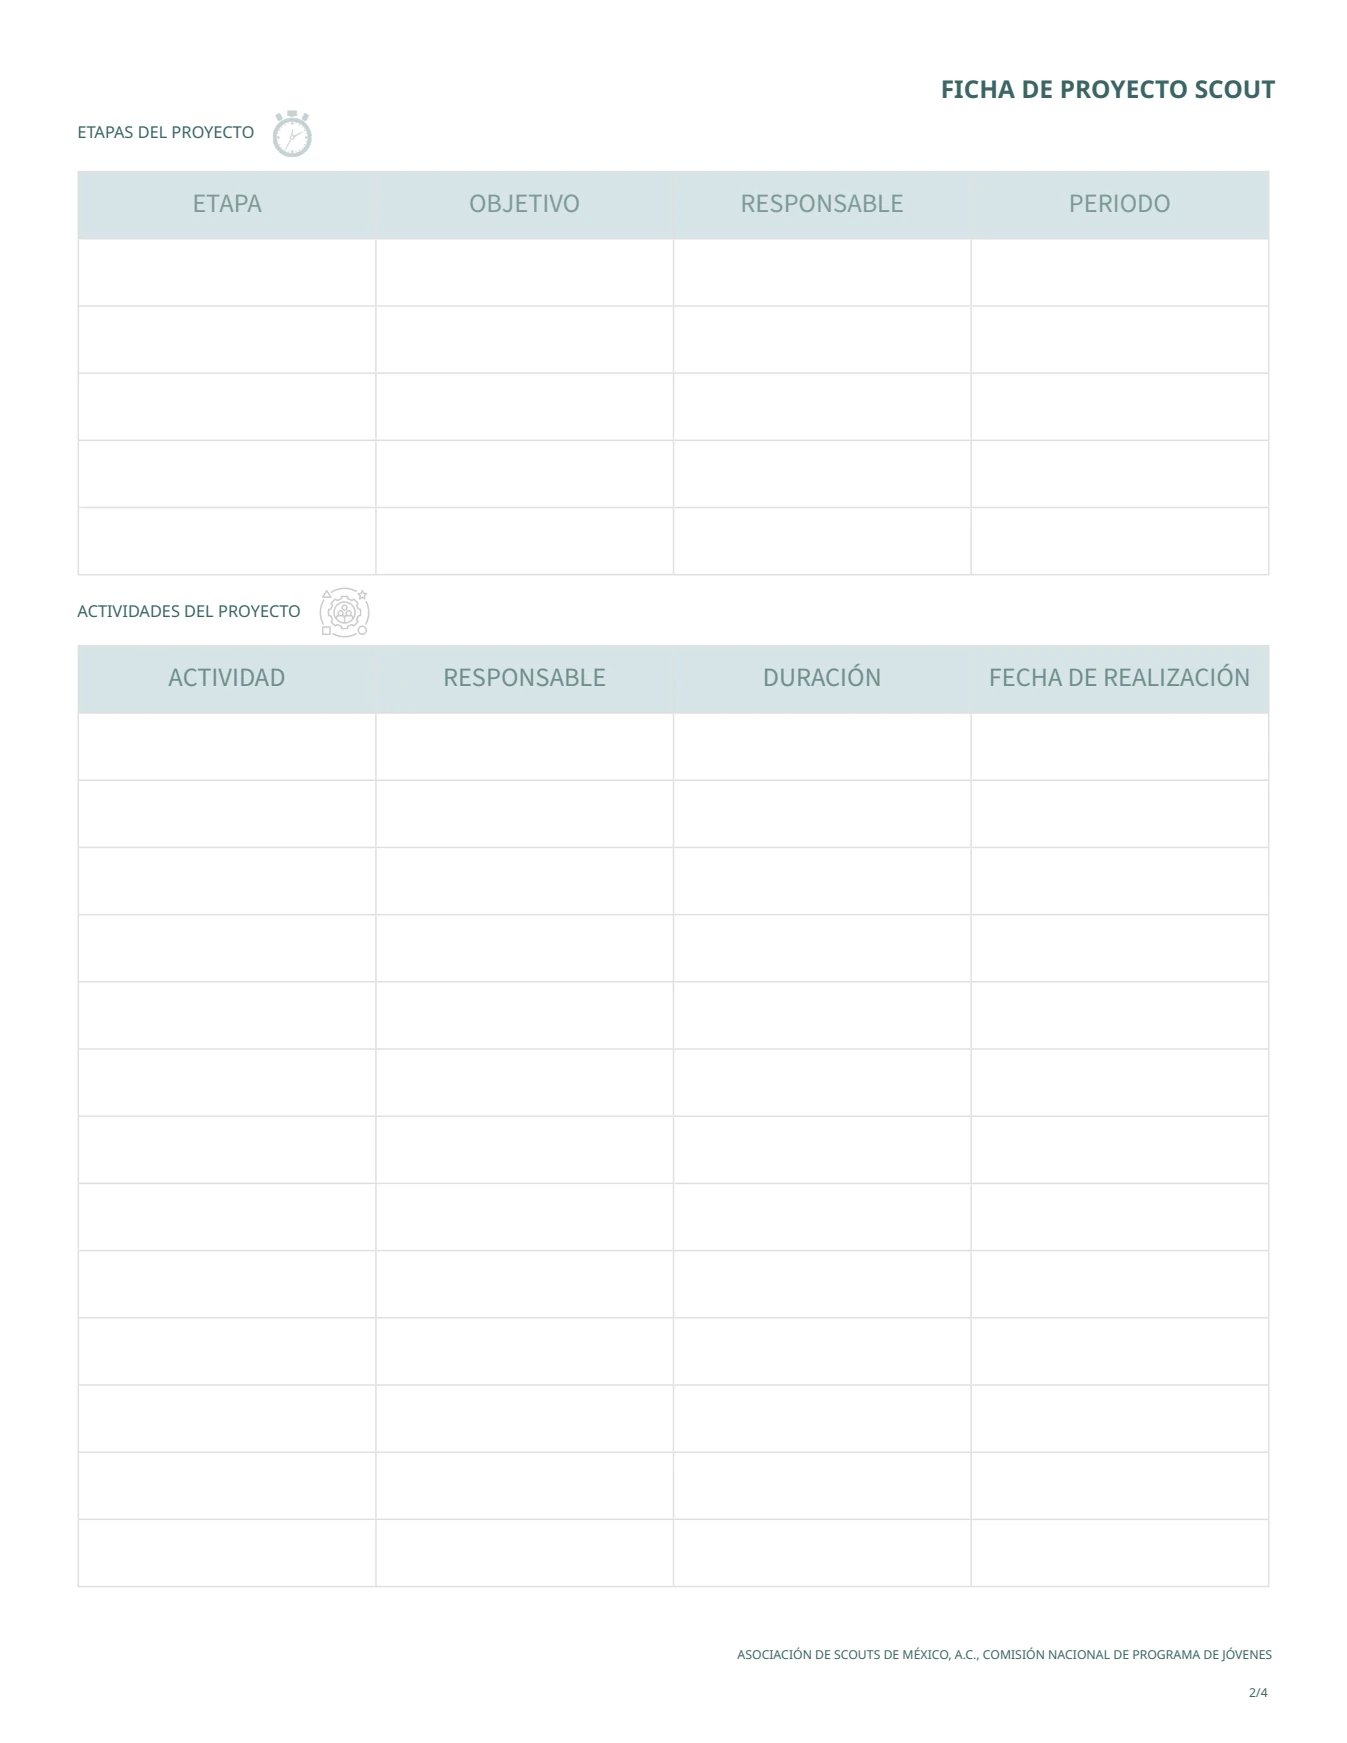 FICHA DE PROYECTO SCOUT
ETAPAS DEL PROYECTO
ETAPA OBJETIVO RESPONSABLE PERIODO
ACTIVIDADES DEL PROYECTO
ACTIVIDAD RESPONSABLE DURACIÓN FECHA DE REALIZACIÓN
ASOCIACIÓN DE SCOUTS DE MÉXICO, A.C., COMISIÓN NACIONAL DE PROGRAMA DE JÓVENES
2/4